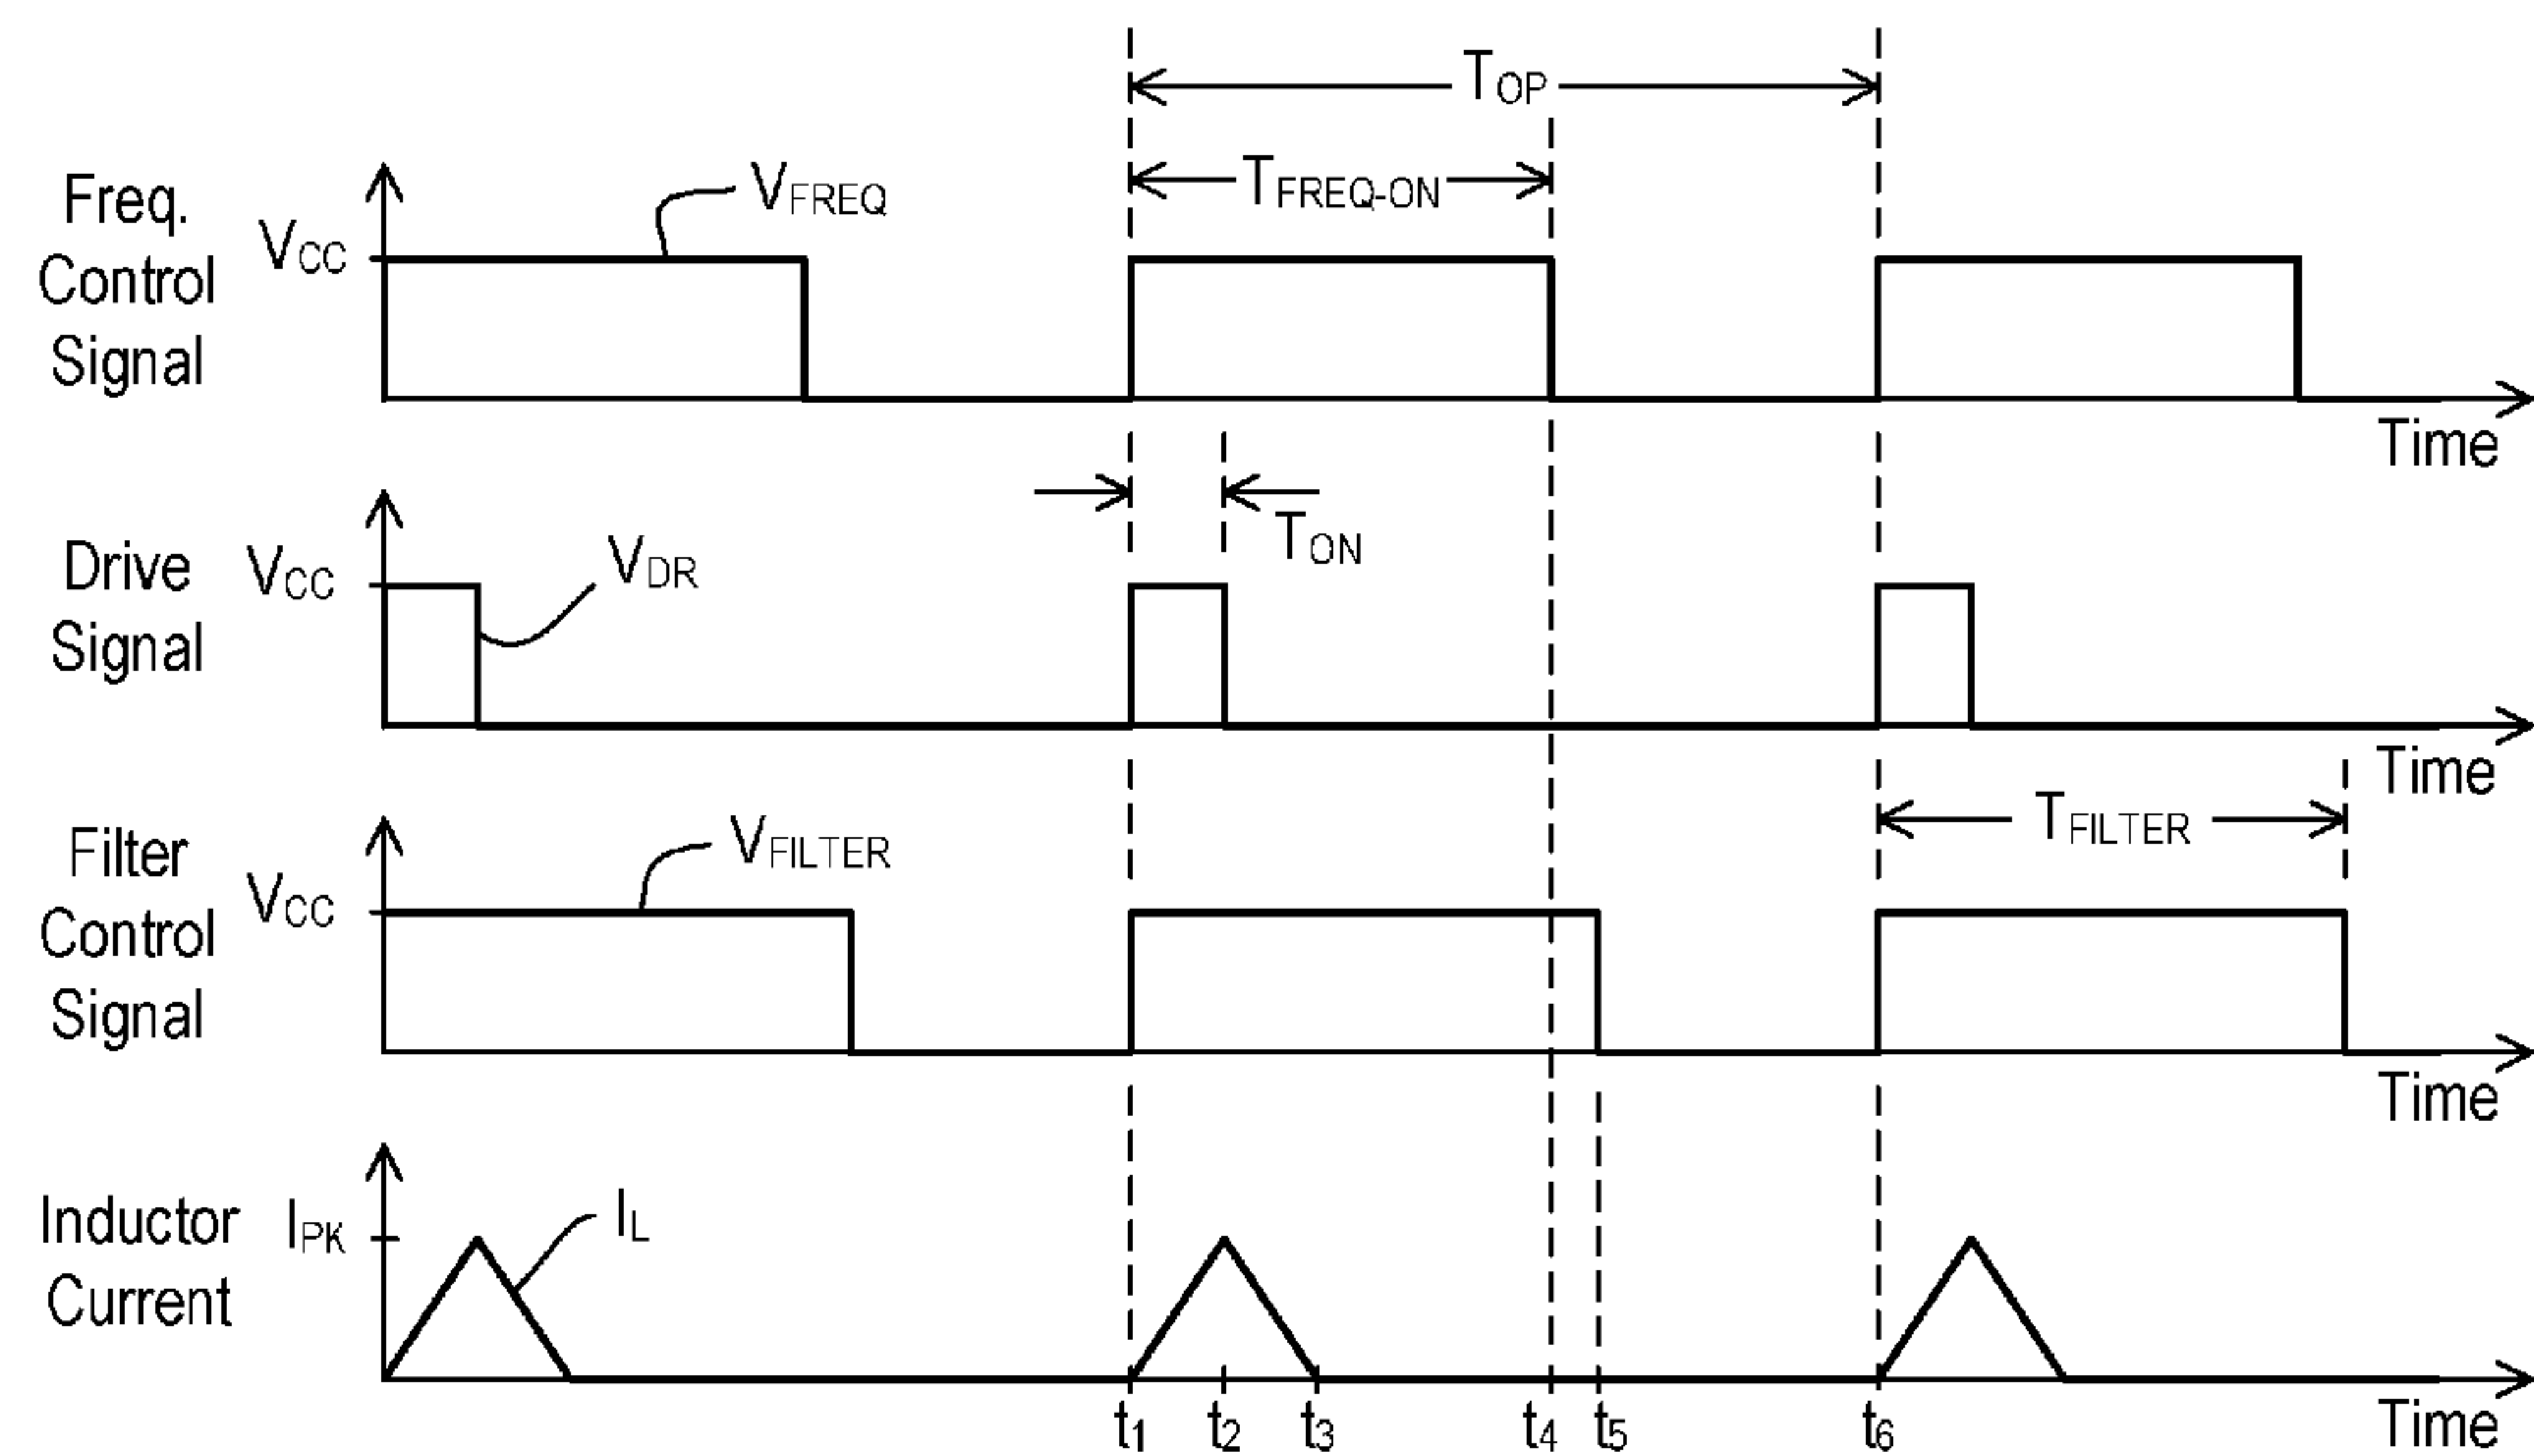 TOP
TFREQ-ON
Freq.
Control
Signal
VCC
VFREQ
Time
TON
Drive
Signal
VCC
VDR
Time
TFILTER
Filter
Control
Signal
VCC
VFILTER
Time
Inductor
Current
IPK
IL
Time
t1 t2 t3 t4 t5 t6